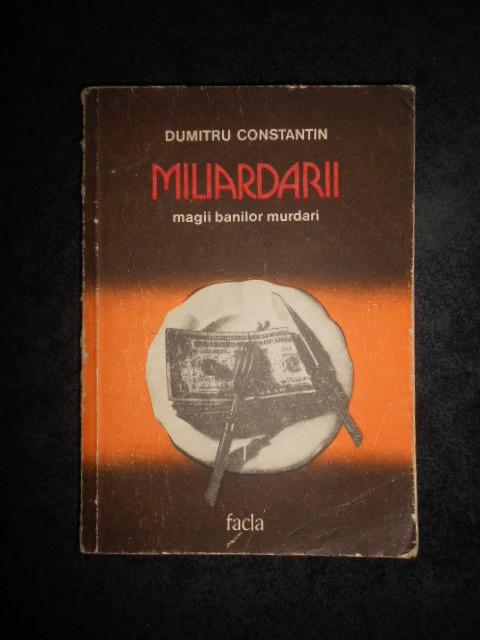 DUMITRU CONSTANTIN
MILIARDARII
magii banilor murdari
facla